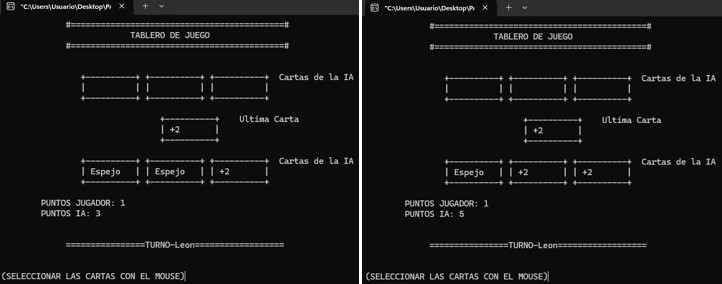 "C:\Users\Usuario\Desktop\Pa
TABLERO DE JUEGO
Cartas de la IA
Ultima Carta
+2
Cartas de la IA
Espejo Espejo +2
PUNTOS JUGADOR: 1
PUNTOS IA: 3
================TURNO-Leon==================
(SELECCIONAR LAS CARTAS CON EL MOUSE)
"C:\Users\Usuario\Desktop\Pa
TABLERO DE JUEGO
Cartas de la IA
Ultima Carta
+2
Cartas de la IA
Espejo +2 +2
PUNTOS JUGADOR: 1
PUNTOS IA: 5
================TURNO-Leon==================
(SELECCIONAR LAS CARTAS CON EL MOUSE)